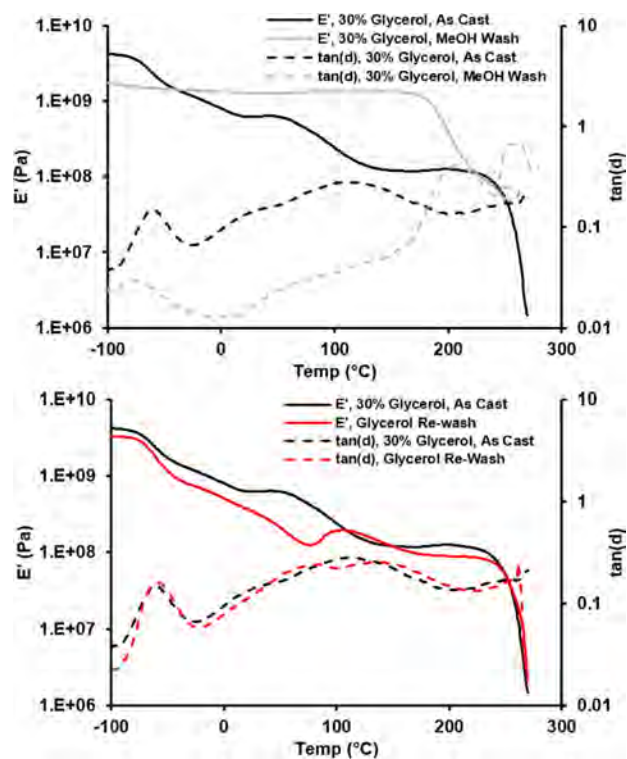 E', 30% Glycerol, As Cast
E', 30% Glycerol, MeOH Wash
tan(d), 30% Glycerol, As Cast
tan(d), 30% Glycerol, MeOH Wash
1.E+10
1.E+09
1.E+08
1.E+07
1.E+06
E' (Pa)
10
1
0.1
0.01
tan(d)
-100
0
100
200
300
Temp (°C)
E', 30% Glycerol, As Cast
E', Glycerol Re-wash
tan(d), 30% Glycerol, As Cast
tan(d), Glycerol Re-Wash
1.E+10
1.E+09
1.E+08
1.E+07
1.E+06
E' (Pa)
10
1
0.1
0.01
tan(d)
-100
0
100
200
300
Temp (°C)